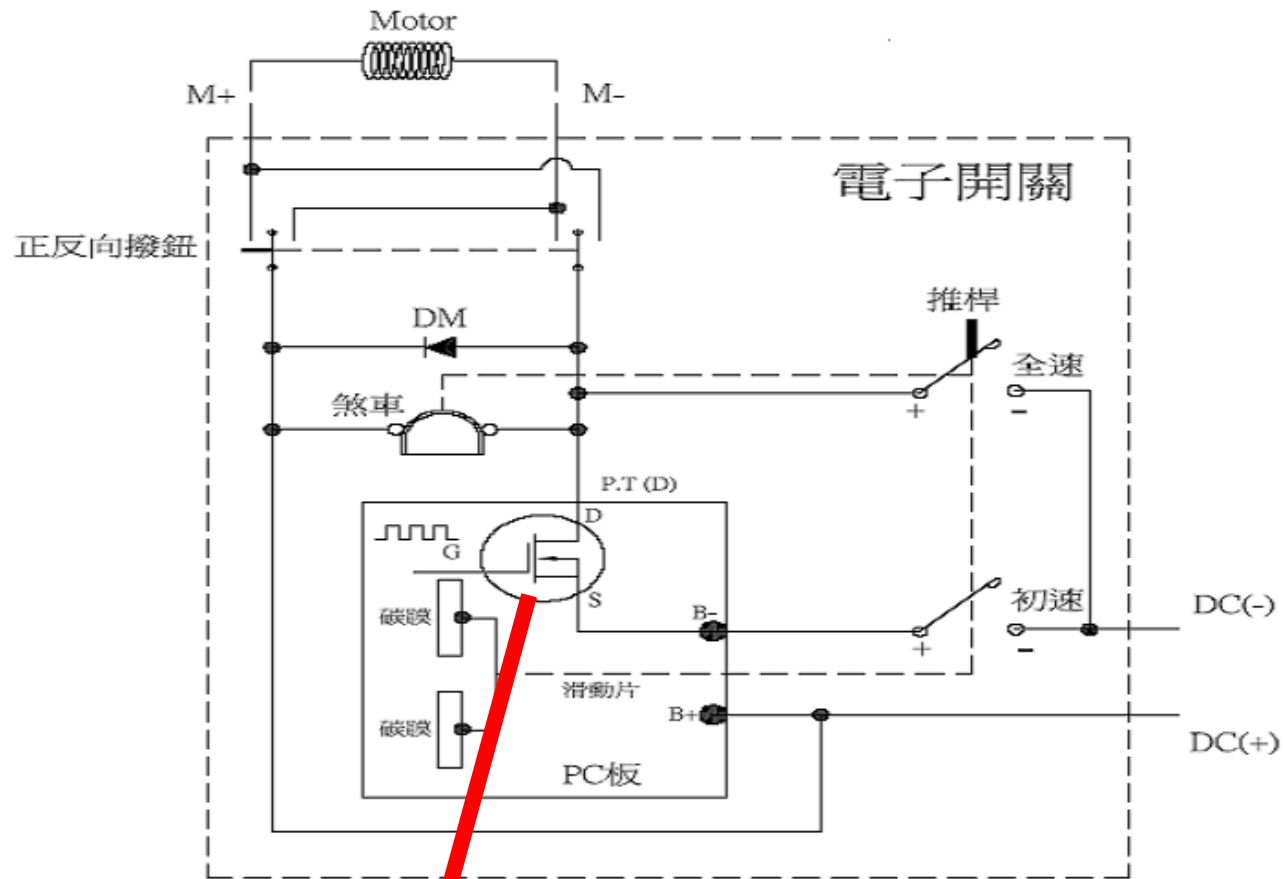 Motor
M+
M-
電子開關
正反向撥鈕
推桿
DM
全速
煞車
+
-
P.T (D)
D
G
S
碳膜
B-
初速
DC(-)
+
-
滑動片
碳膜
B+
DC(+)
PC板